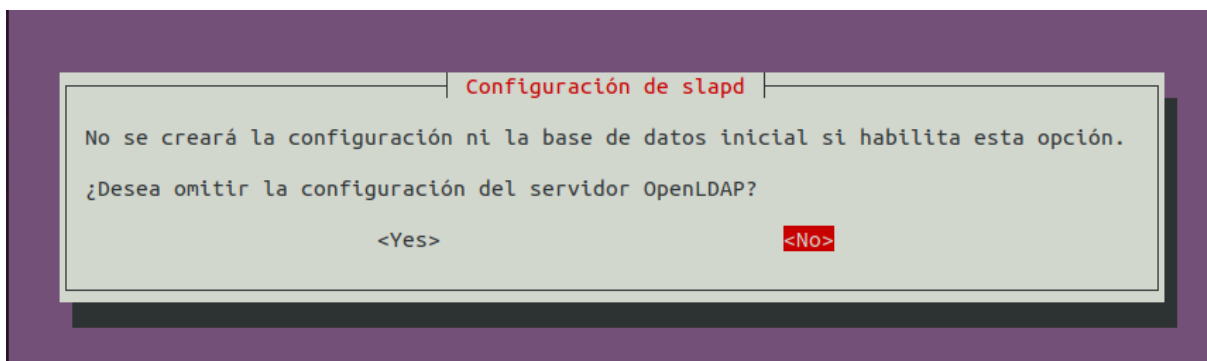 Configuración de slapd
No se creará la configuración ni la base de datos inicial si habilita esta opción.
¿Desea omitir la configuración del servidor OpenLDAP?
<Yes> <No>